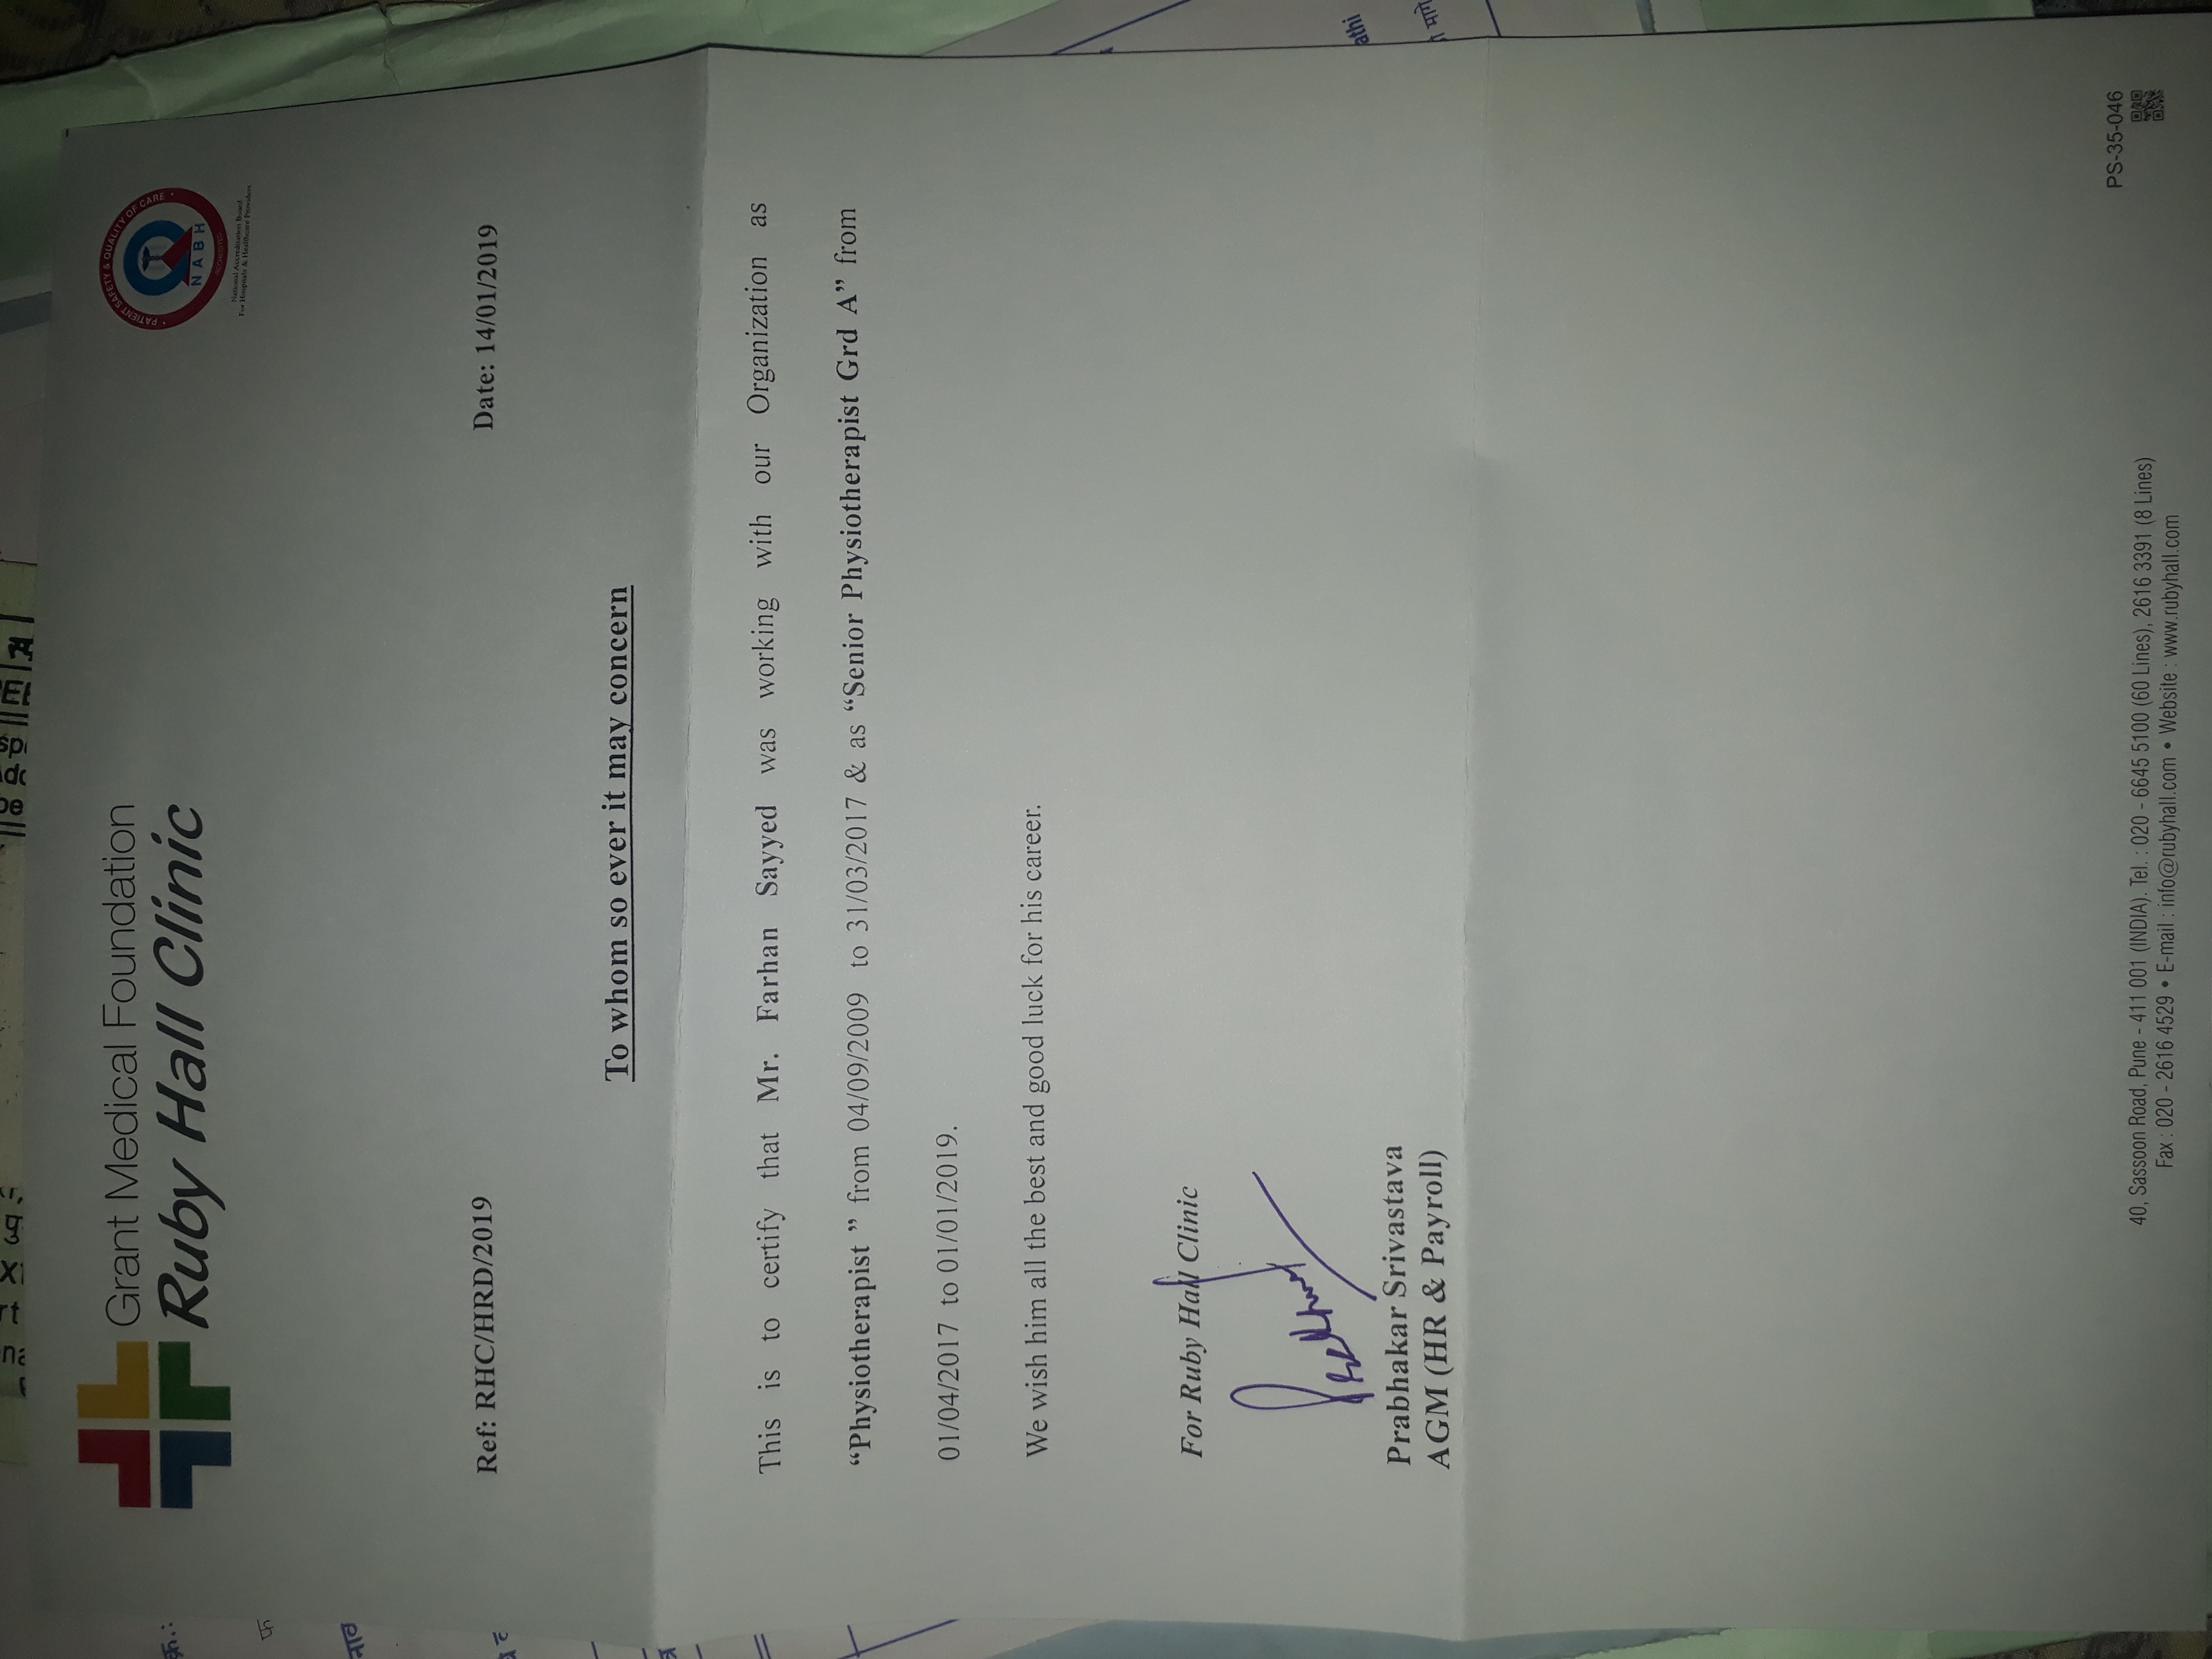 Grant Medical Foundation
Ruby Hall Clinic
PATIENT SAFETY & QUALITY OF CARE
NABH
ACCREDITED
National Accreditation Board
For Hospitals & Healthcare Providers
Ref: RHC/HRD/2019 Date: 14/01/2019
To whom so ever it may concern
This is to certify that Mr. Farhan Sayyed was working with our Organization as
“Physiotherapist ” from 04/09/2009 to 31/03/2017 & as “Senior Physiotherapist Grd A” from
01/04/2017 to 01/01/2019.
We wish him all the best and good luck for his career.
For Ruby Hall Clinic
Prabhakar Srivastava
AGM (HR & Payroll)
PS-35-046
40, Sassoon Road, Pune - 411 001 (INDIA). Tel. : 020 - 6645 5100 (60 Lines), 2616 3391 (8 Lines)
Fax : 020 - 2616 4529 • E-mail : info@rubyhall.com • Website : www.rubyhall.com